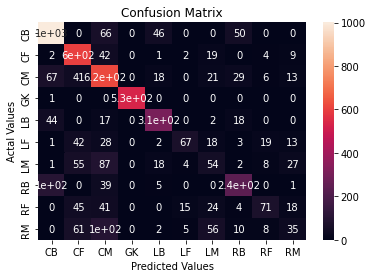 Confusion Matrix
CB 1e+03 0 66 0 46 0 0 50 0 0
CF 2 6e+02 42 0 1 2 19 0 4 9
CM 67 41 6.2e+02 0 18 0 21 29 6 13
GK 1 0 0 5.3e+02 0 0 0 0 0 0
LB 44 0 17 0 3.1e+02 0 2 18 0 0
LF 1 42 28 0 2 67 18 3 19 13
LM 1 55 87 0 18 4 54 2 8 27
RB 1e+02 0 39 0 5 0 0 2.4e+02 0 1
RF 0 45 41 0 0 15 24 4 71 18
RM 0 61 1e+02 0 2 5 56 10 8 35
CB CF CM GK LB LF LM RB RF RM
Predicted Values
Actal Values
1000
800
600
400
200
0